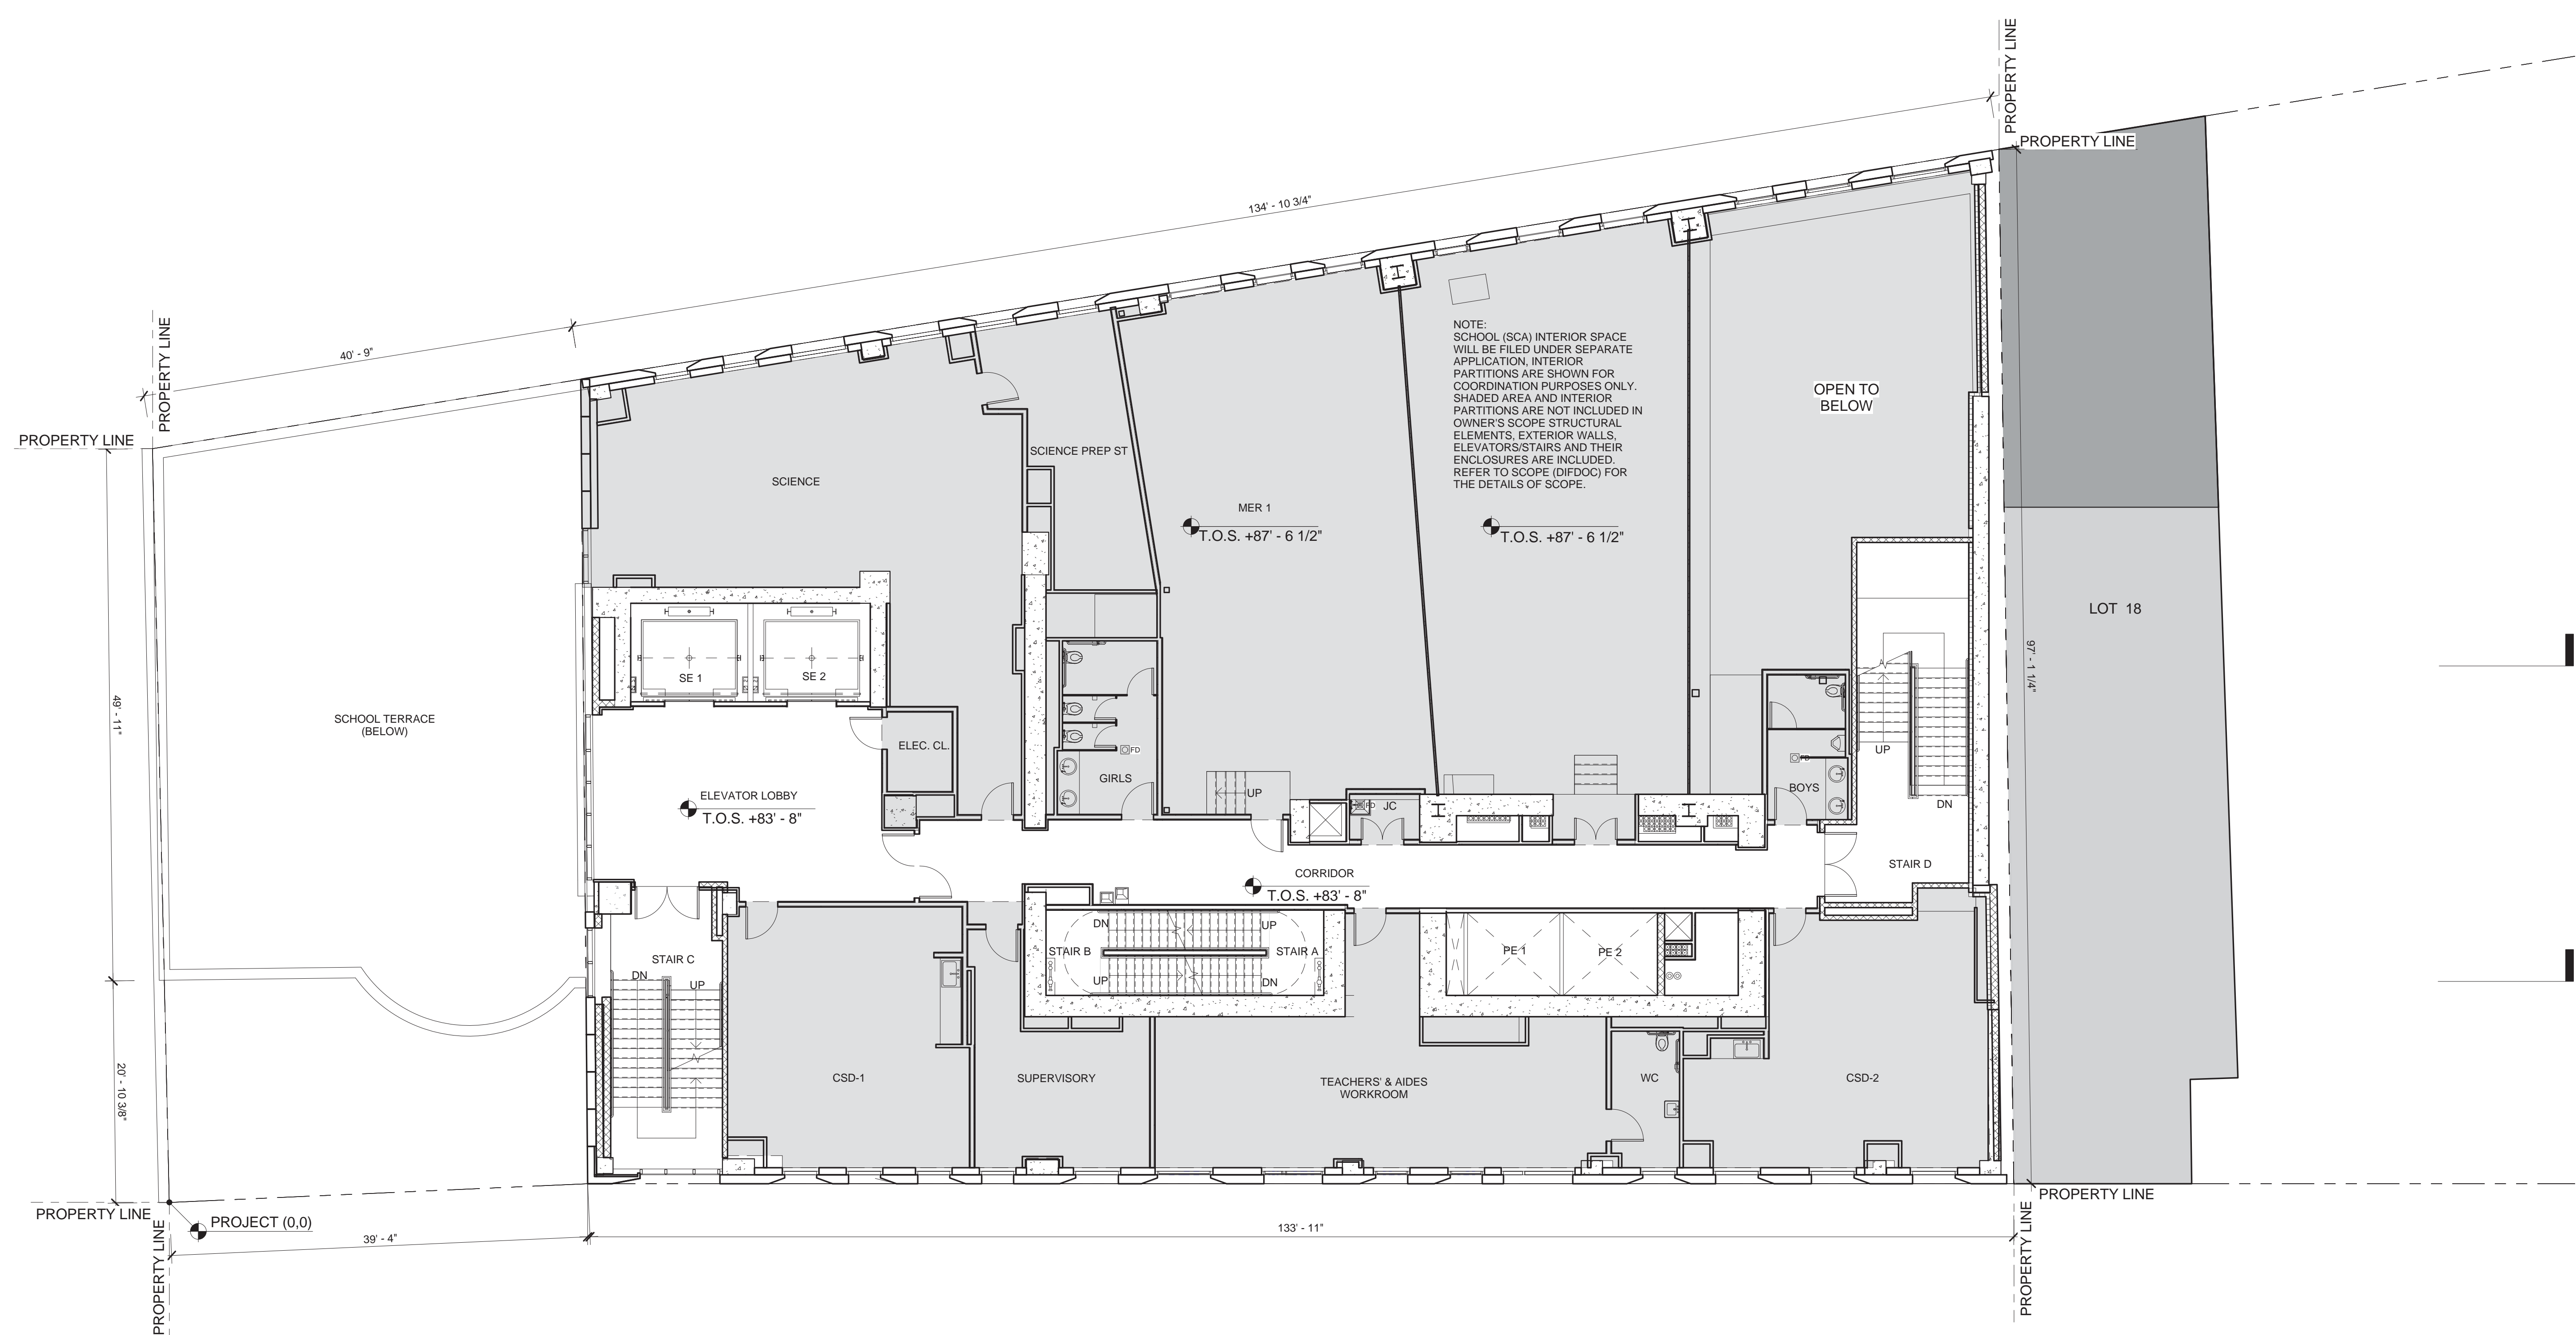 PROPERTY LINE
PROPERTY LINE
134' - 10 3/4"
40' - 9"
PROPERTY LINE
PROPERTY LINE
NOTE:
SCHOOL (SCA) INTERIOR SPACE
WILL BE FILED UNDER SEPARATE
APPLICATION, INTERIOR
PARTITIONS ARE SHOWN FOR
COORDINATION PURPOSES ONLY.
SHADED AREA AND INTERIOR
PARTITIONS ARE NOT INCLUDED IN
OWNER'S SCOPE STRUCTURAL
ELEMENTS, EXTERIOR WALLS,
ELEVATORS/STAIRS AND THEIR
ENCLOSURES ARE INCLUDED.
REFER TO SCOPE (DIFDOC) FOR
THE DETAILS OF SCOPE.
OPEN TO
BELOW
SCIENCE PREP ST
SCIENCE
MER 1
T.O.S. +87' - 6 1/2"
T.O.S. +87' - 6 1/2"
LOT 18
97' - 1 1/4"
SE 1
SE 2
49' - 11"
SCHOOL TERRACE
(BELOW)
ELEC. CL.
FD
GIRLS
UP
FD
BOYS
UP
DN
ELEVATOR LOBBY
T.O.S. +83' - 8"
UP
FD
JC
STAIR D
CORRIDOR
T.O.S. +83' - 8"
DN
UP
STAIR B
STAIR A
UP
DN
PE 1
PE 2
STAIR C
DN
UP
20' - 10 3/8"
CSD-1
SUPERVISORY
TEACHERS' & AIDES
WORKROOM
WC
CSD-2
PROPERTY LINE
PROPERTY LINE
PROJECT (0,0)
PROPERTY LINE
PROPERTY LINE
39' - 4"
133' - 11"